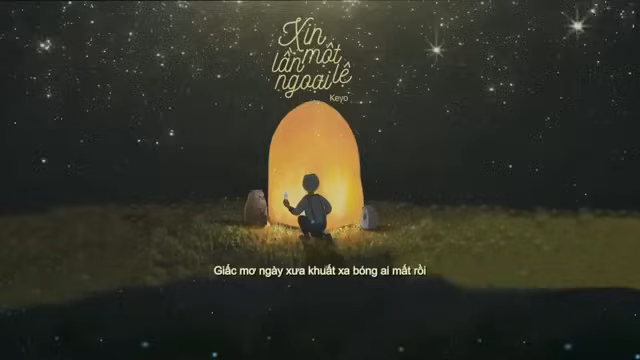 Xin
một
lần
ngoại lệ
Keyo
Giấc mơ ngày xưa khuất xa bóng ai mất rồi